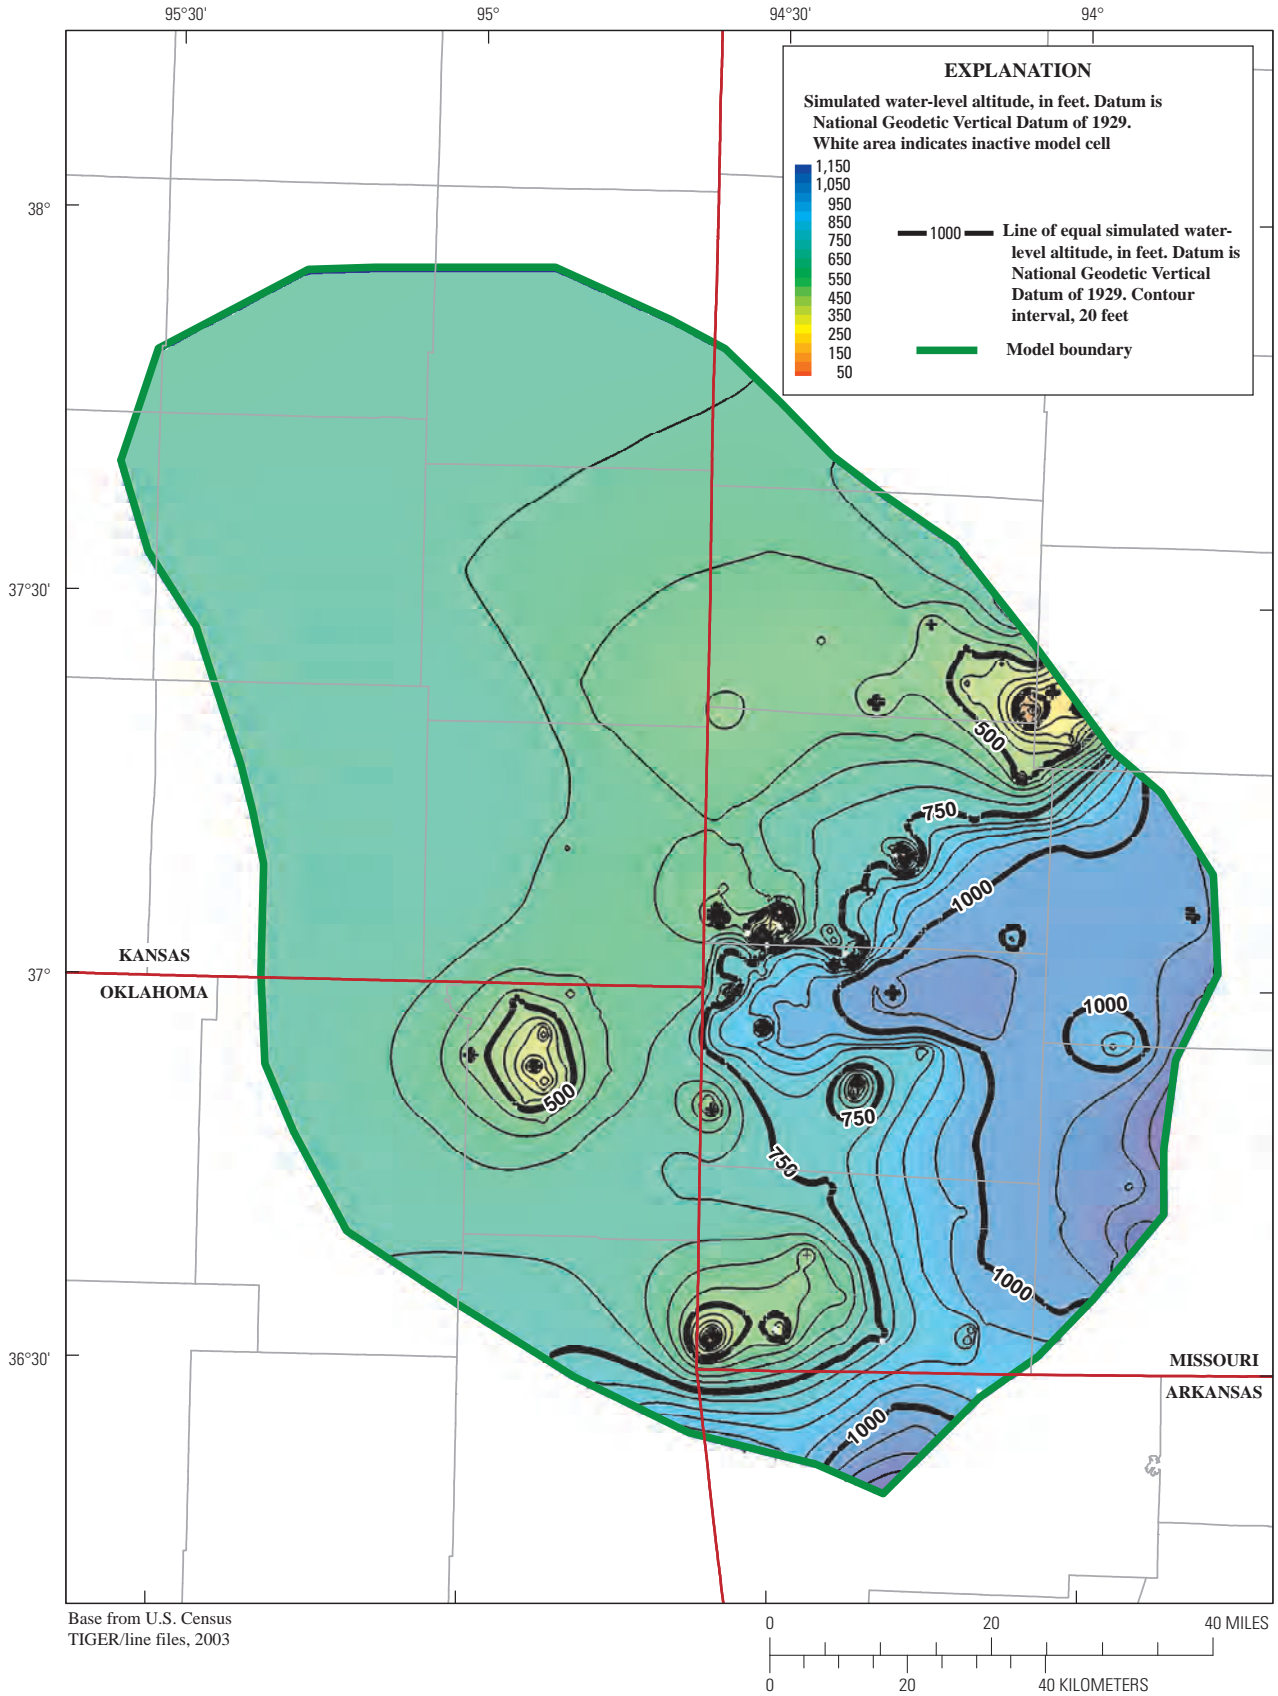 95°30'
95°
94°30'
94°
EXPLANATION
Simulated water-level altitude, in feet. Datum is
National Geodetic Vertical Datum of 1929.
White area indicates inactive model cell
1,150
1,050
950
850
750
650
550
450
350
250
150
50
1000
Line of equal simulated water-
level altitude, in feet. Datum is
National Geodetic Vertical
Datum of 1929. Contour
interval, 20 feet
Model boundary
38°
37°30'
37°
36°30'
500
750
1000
KANSAS
OKLAHOMA
1000
500
750
750
1000
MISSOURI
ARKANSAS
1000
Base from U.S. Census
TIGER/line files, 2003
0
20
40 MILES
0
20
40 KILOMETERS